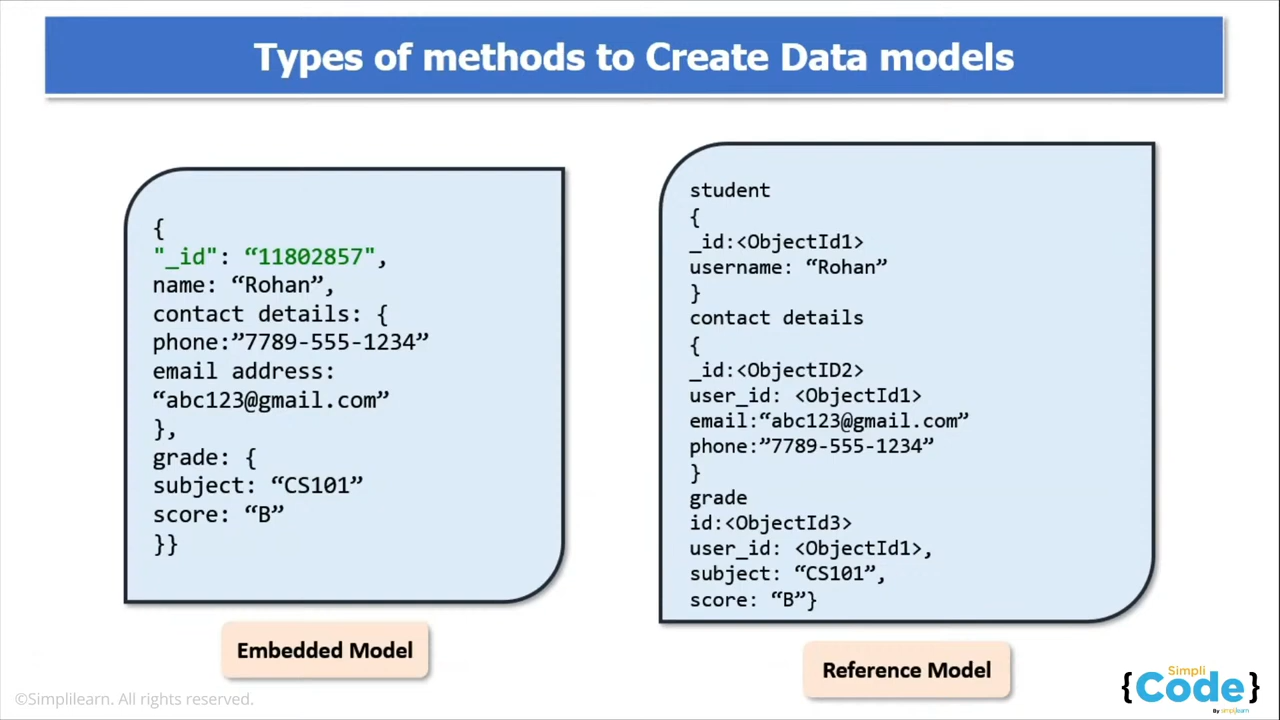 Types of methods to Create Data models
{
"_id": “11802857",
name: “Rohan”,
contact details: {
phone:”7789-555-1234”
email address:
“abc123@gmail.com”
},
grade: {
subject: “CS101”
score: “B”
}}
Embedded Model
student
{
_id:<ObjectId1>
username: “Rohan”
}
contact details
{
_id:<ObjectID2>
user_id: <ObjectId1>
email:“abc123@gmail.com”
phone:”7789-555-1234”
}
grade
id:<ObjectId3>
user_id: <ObjectId1>,
subject: “CS101”,
score: “B”}
Reference Model
©Simplilearn. All rights reserved.
Simpli
{Code}
By simplilearn